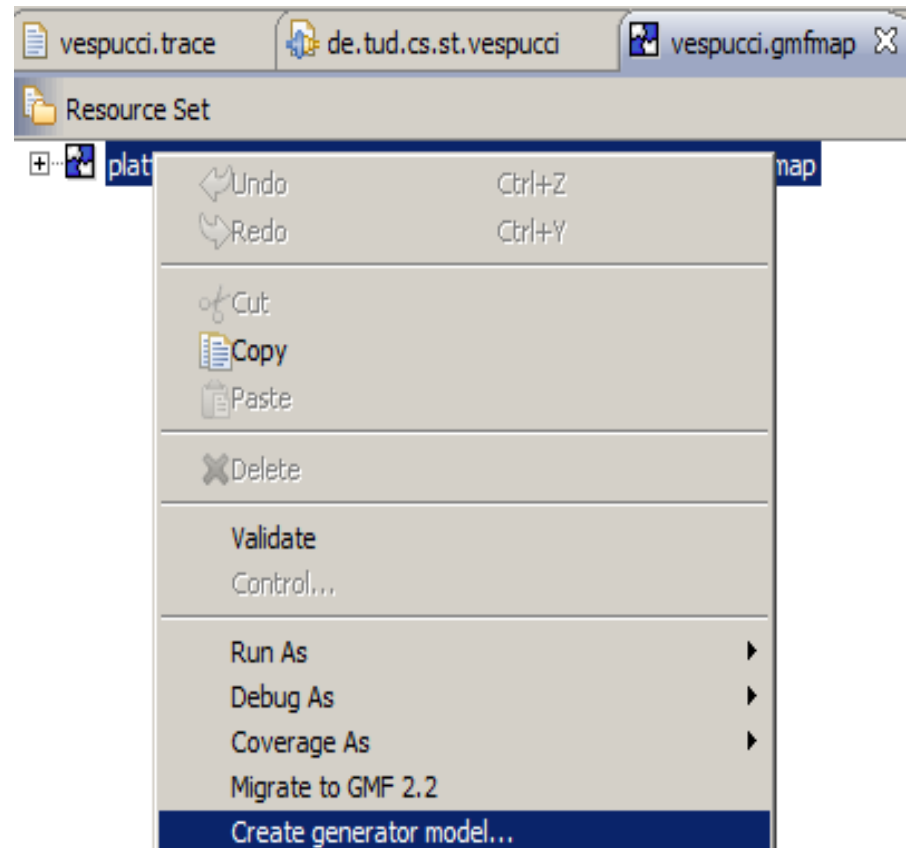 vespucci.trace de.tud.cs.st.vespucci vespucci.gmfmap
Resource Set
plat map
Undo Ctrl+Z
Redo Ctrl+Y
Cut
Copy
Paste
Delete
Validate
Control...
Run As
Debug As
Coverage As
Migrate to GMF 2.2
Create generator model...